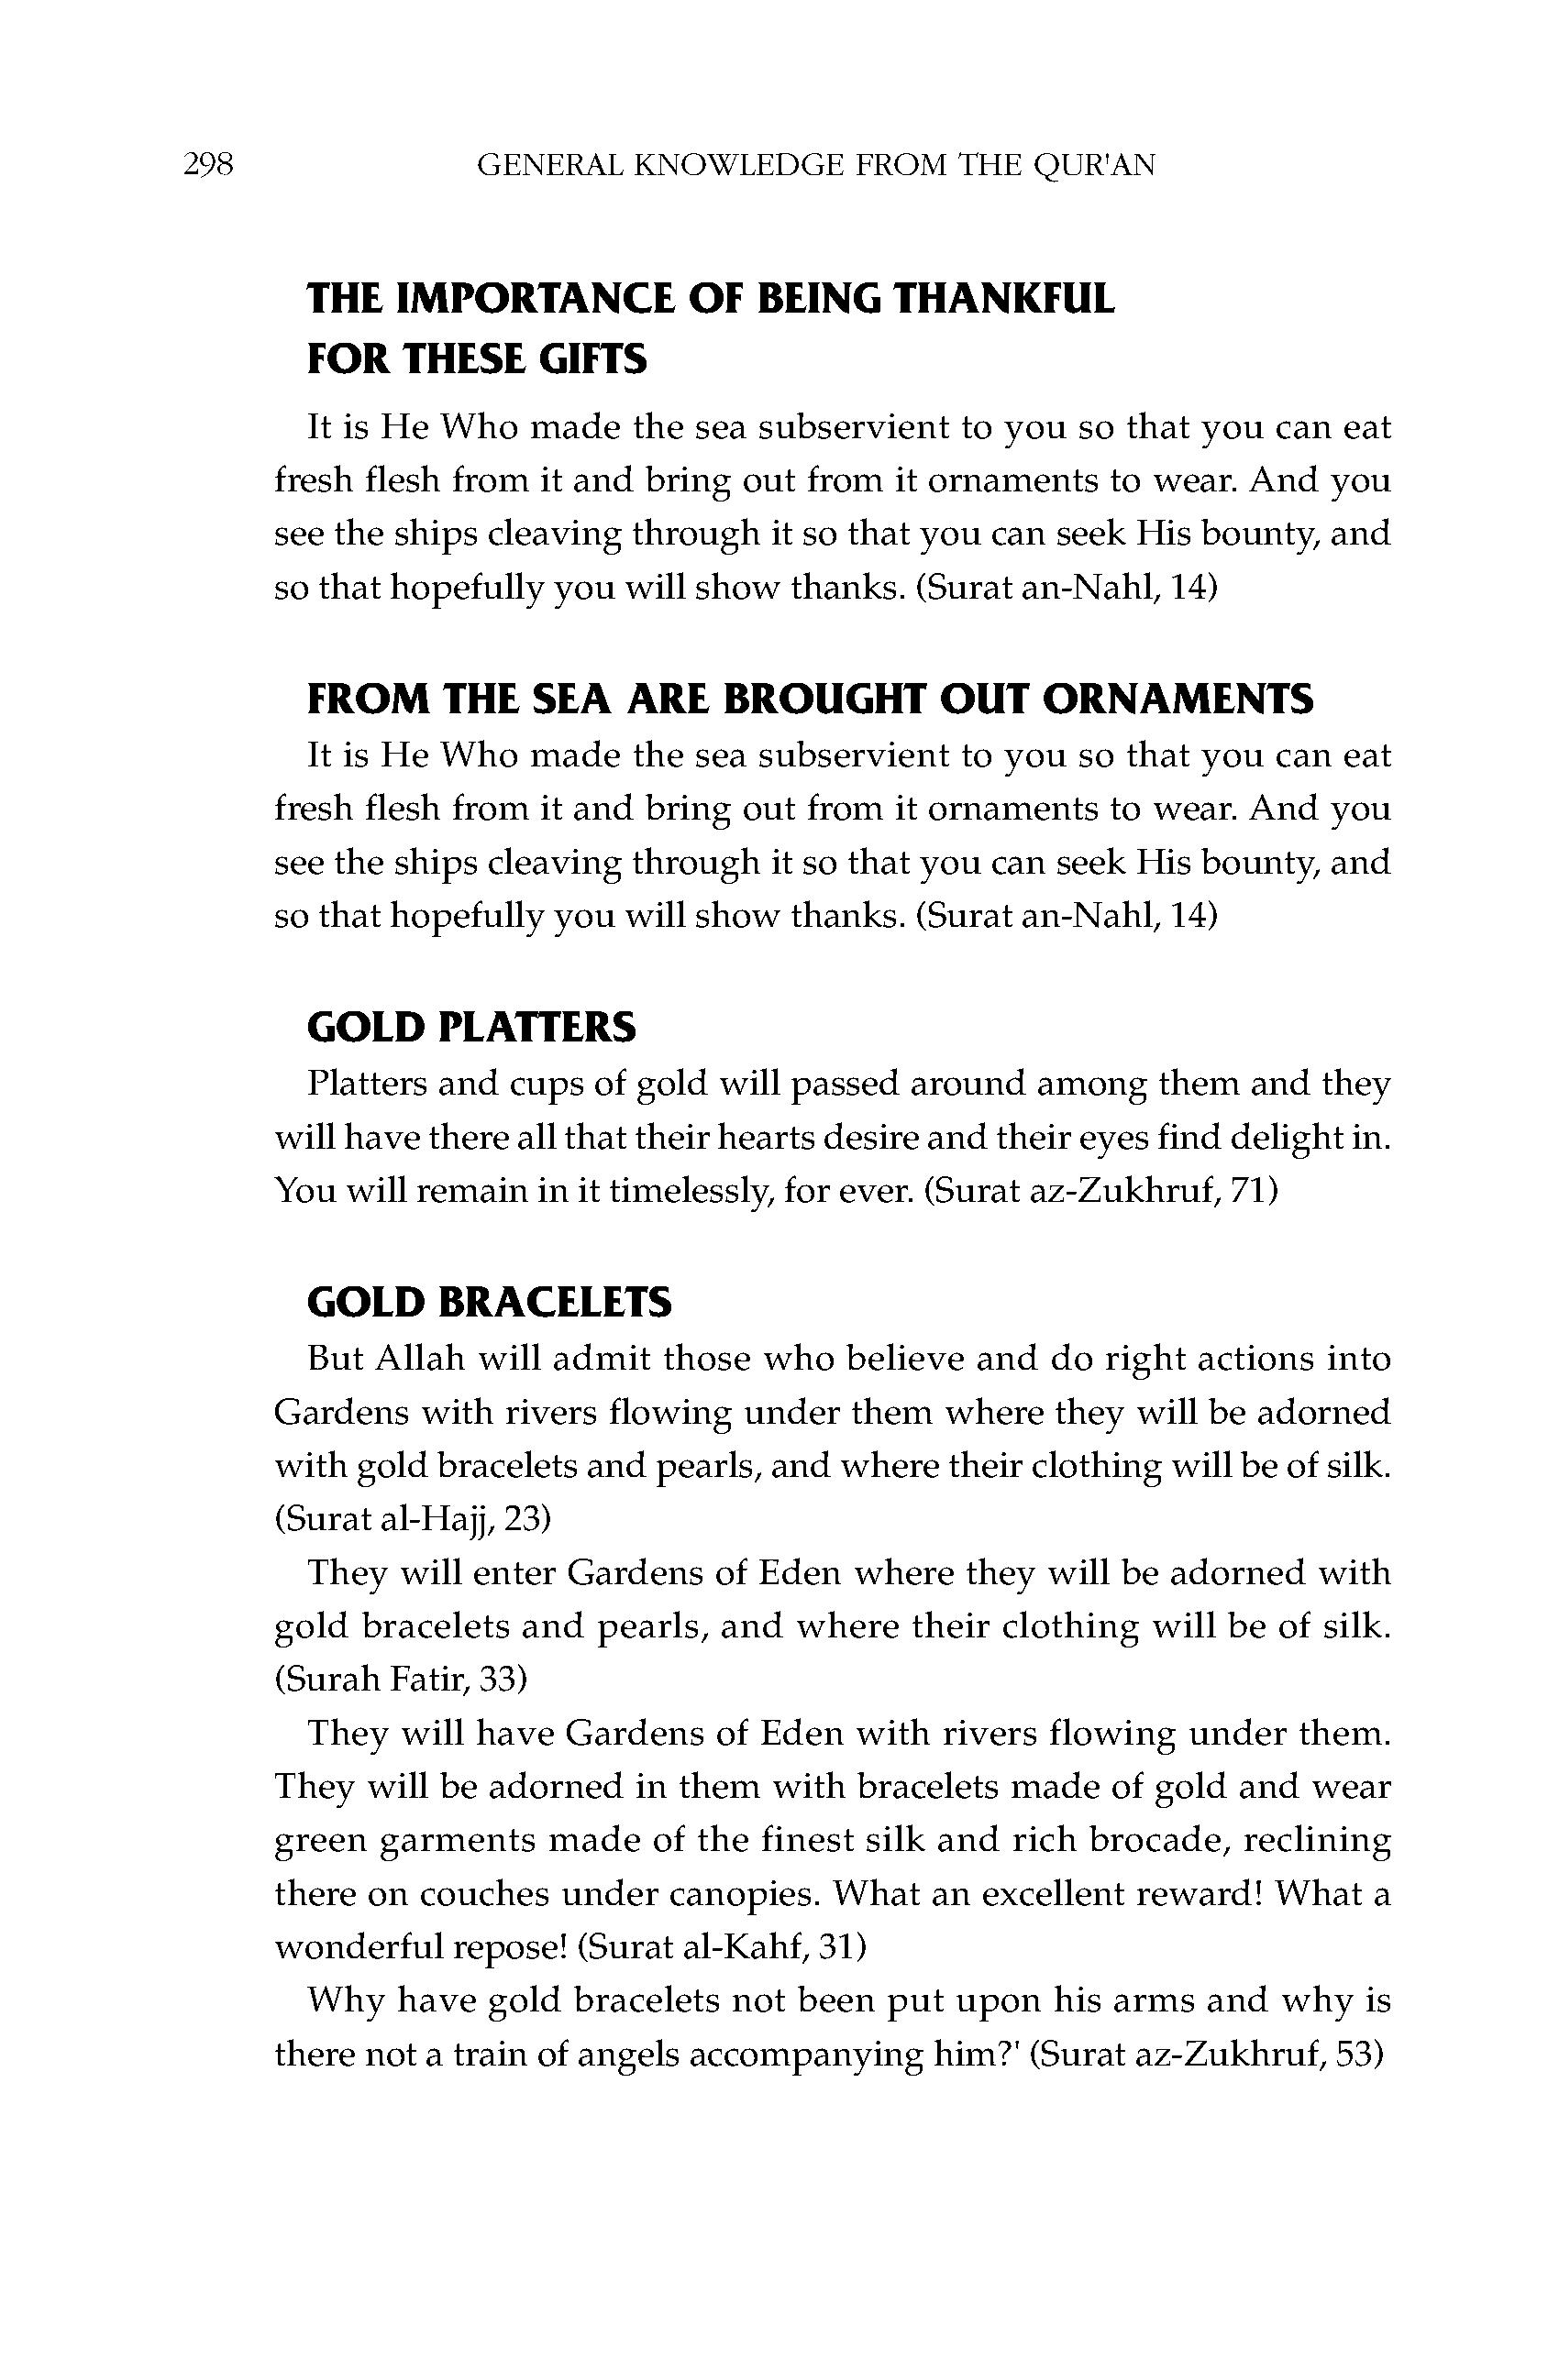 298 GENERAL KNOWLEDGE FROM THE QUR'AN
THE IMPORTANCE OF BEING THANKFUL
FOR THESE GIFTS
It is He Who made the sea subservient to you so that you can eat
fresh flesh from it and bring out from it ornaments to wear. And you
see the ships cleaving through it so that you can seek His bounty, and
so that hopefully you will show thanks. (Surat an-Nahl, 14)
FROM THE SEA ARE BROUGHT OUT ORNAMENTS
It is He Who made the sea subservient to you so that you can eat
fresh flesh from it and bring out from it ornaments to wear. And you
see the ships cleaving through it so that you can seek His bounty, and
so that hopefully you will show thanks. (Surat an-Nahl, 14)
GOLD PLATTERS
Platters and cups of gold will passed around among them and they
will have there all that their hearts desire and their eyes find delight in.
You will remain in it timelessly, for ever. (Surat az-Zukhruf, 71)
GOLD BRACELETS
But Allah will admit those who believe and do right actions into
Gardens with rivers flowing under them where they will be adorned
with gold bracelets and pearls, and where their clothing will be of silk.
(Surat al-Hajj, 23)
They will enter Gardens of Eden where they will be adorned with
gold bracelets and pearls, and where their clothing will be of silk.
(Surah Fatir, 33)
They will have Gardens of Eden with rivers flowing under them.
They will be adorned in them with bracelets made of gold and wear
green garments made of the finest silk and rich brocade, reclining
there on couches under canopies. What an excellent reward! What a
wonderful repose! (Surat al-Kahf, 31)
Why have gold bracelets not been put upon his arms and why is
there not a train of angels accompanying him?' (Surat az-Zukhruf, 53)